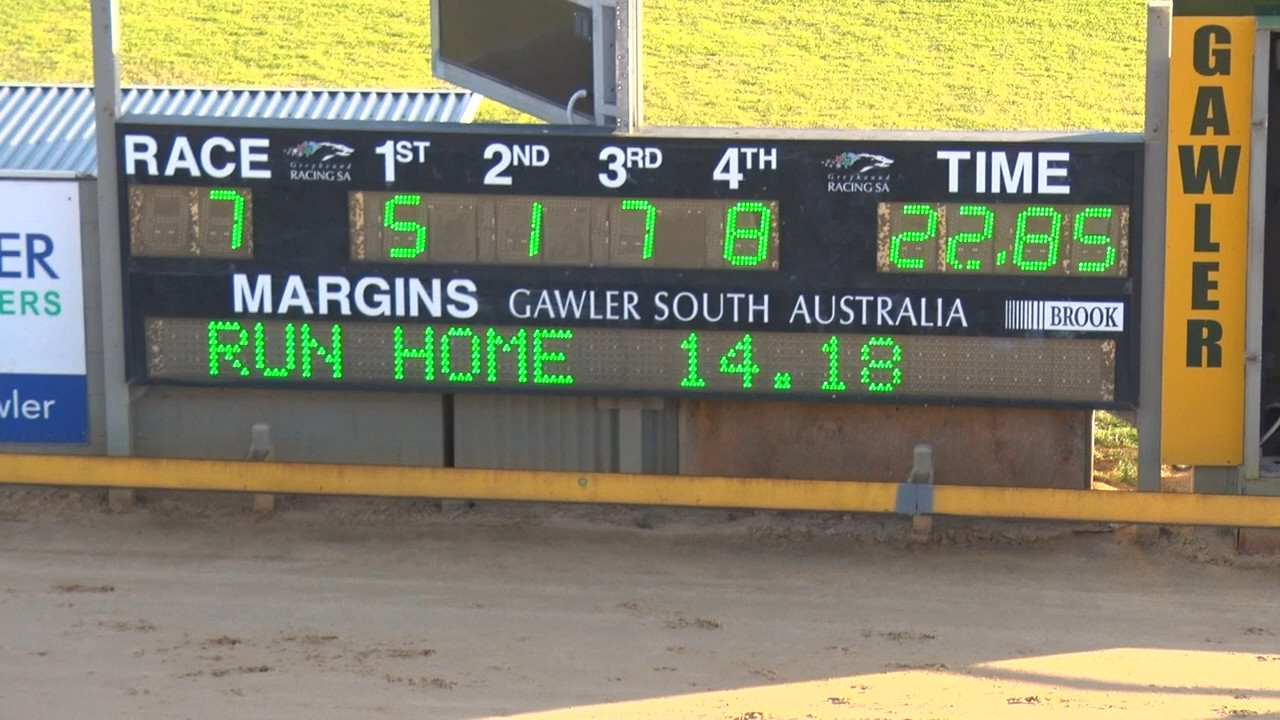 RACE Greyhound RACING SA 1ST 2ND 3RD 4TH Greyhound RACING SA TIME
7 5 1 7 8 22.85
MARGINS GAWLER SOUTH AUSTRALIA BROOK
RUN HOME 14.18
GAWLER
ER
ERS
wler